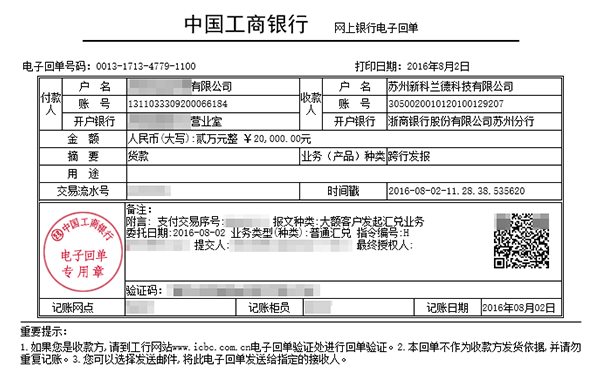 中国工商银行 网上银行电子回单
电子回单号码: 0013-1713-4779-1100 打印日期: 2016年8月2日
付款人 户 名 有限公司 收款人 户 名 苏州新科兰德科技有限公司
账 号 1311033309200066184 账 号 3050020010120100129207
开户银行 营业室 开户银行 浙商银行股份有限公司苏州分行
金 额 人民币(大写):贰万元整 ¥20,000.00元
摘 要 货款 业务(产品)种类 跨行发报
用 途
交易流水号 时间戳 2016-08-02-11.28.38.535620
备注:
附言: 支付交易序号: 报文种类:大额客户发起汇兑业务
委托日期:2016-08-02 业务类型(种类):普通汇兑 指令编号:H
提交人: 最终授权人:
中国工商银行
电子回单
专用章
验证码:
记账网点 记账柜员 记账日期 2016年08月02日
重要提示:
1.如果您是收款方,请到工行网站www.icbc.com.cn电子回单验证处进行回单验证。2.本回单不作为收款方发货依据,并请勿
重复记账。3.您可以选择发送邮件,将此电子回单发送给指定的接收人。